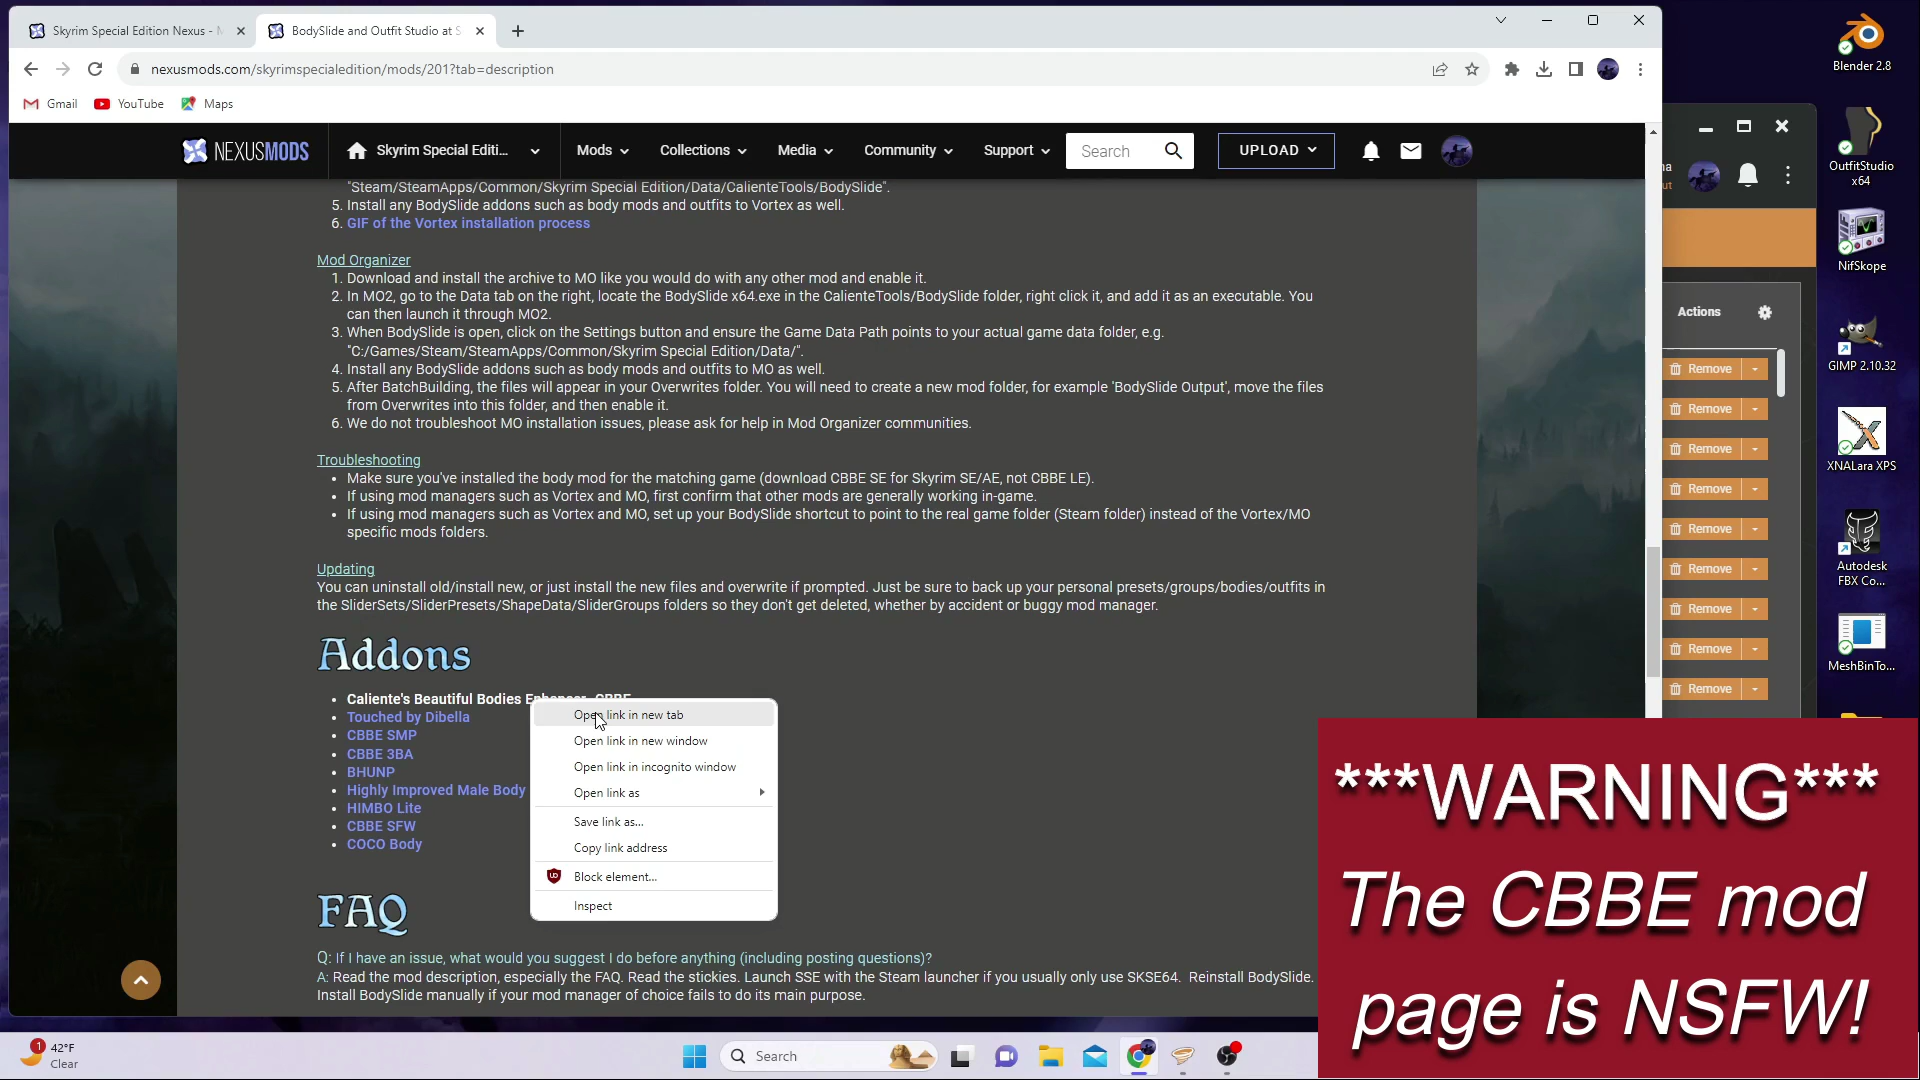 Skyrim Special Edition Nexus - M
BodySlide and Outfit Studio at S
nexusmods.com/skyrimspecialedition/mods/201?tab=description
Gmail
YouTube
Maps
NEXUSMODS
Skyrim Special Editi...
Mods
Collections
Media
Community
Support
Search
UPLOAD
"Steam/SteamApps/Common/Skyrim Special Edition/Data/CalienteTools/BodySlide".
5. Install any BodySlide addons such as body mods and outfits to Vortex as well.
6. GIF of the Vortex installation process
Mod Organizer
1. Download and install the archive to MO like you would do with any other mod and enable it.
2. In MO2, go to the Data tab on the right, locate the BodySlide x64.exe in the CalienteTools/BodySlide folder, right click it, and add it as an executable. You
can then launch it through MO2.
3. When BodySlide is open, click on the Settings button and ensure the Game Data Path points to your actual game data folder, e.g.
"C:/Games/Steam/SteamApps/Common/Skyrim Special Edition/Data/".
4. Install any BodySlide addons such as body mods and outfits to MO as well.
5. After BatchBuilding, the files will appear in your Overwrites folder. You will need to create a new mod folder, for example 'BodySlide Output', move the files
from Overwrites into this folder, and then enable it.
6. We do not troubleshoot MO installation issues, please ask for help in Mod Organizer communities.
Troubleshooting
• Make sure you've installed the body mod for the matching game (download CBBE SE for Skyrim SE/AE, not CBBE LE).
• If using mod managers such as Vortex and MO, first confirm that other mods are generally working in-game.
• If using mod managers such as Vortex and MO, set up your BodySlide shortcut to point to the real game folder (Steam folder) instead of the Vortex/MO
specific mods folders.
Updating
You can uninstall old/install new, or just install the new files and overwrite if prompted. Just be sure to back up your personal presets/groups/bodies/outfits in
the SliderSets/SliderPresets/ShapeData/SliderGroups folders so they don't get deleted, whether by accident or buggy mod manager.
Addons
• Caliente's Beautiful Bodies Enhancer -CBBE-
• Touched by Dibella
• CBBE SMP
• CBBE 3BA
• BHUNP
• Highly Improved Male Body
• HIMBO Lite
• CBBE SFW
• COCO Body
Open link in new tab
Open link in new window
Open link in incognito window
Open link as
Save link as...
Copy link address
Block element...
Inspect
FAQ
Q: If I have an issue, what would you suggest I do before anything (including posting questions)?
A: Read the mod description, especially the FAQ. Read the stickies. Launch SSE with the Steam launcher if you usually only use SKSE64. Reinstall BodySlide.
Install BodySlide manually if your mod manager of choice fails to do its main purpose.
Actions
Remove
Remove
Remove
Remove
Remove
Remove
Remove
Remove
Remove
Blender 2.8
OutfitStudio
x64
NifSkope
GIMP 2.10.32
XNALara XPS
Autodesk
FBX Co...
MeshBinTo...
***WARNING***
The CBBE mod
page is NSFW!
1
42°F
Clear
Search